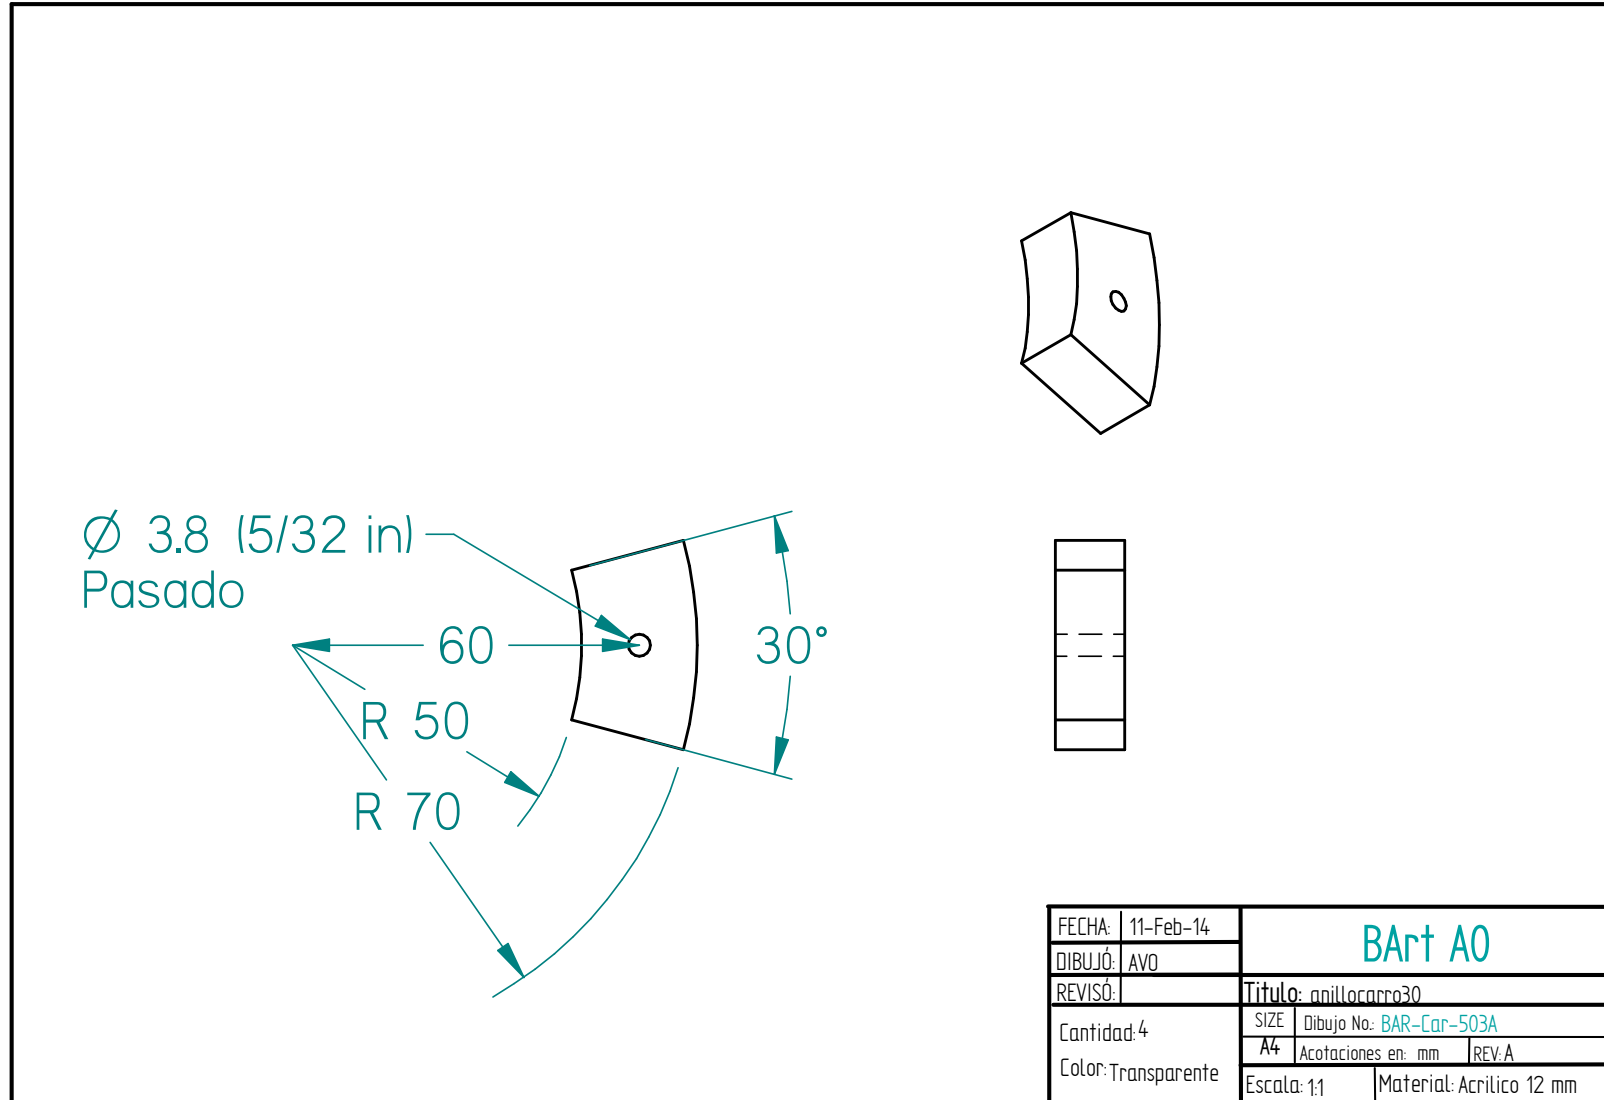 Ø 3.8 (5/32 in)
Pasado
60
30°
R 50
R 70
FECHA: 11-Feb-14
BArt AO
DIBUJÓ: AVO
REVISÓ:
Titulo: anillocarro30
Cantidad: 4
SIZE Dibujo No.: BAR-Car-503A
A4 Acotaciones en: mm REV: A
Color: Transparente
Escala: 1:1 Material: Acrilico 12 mm